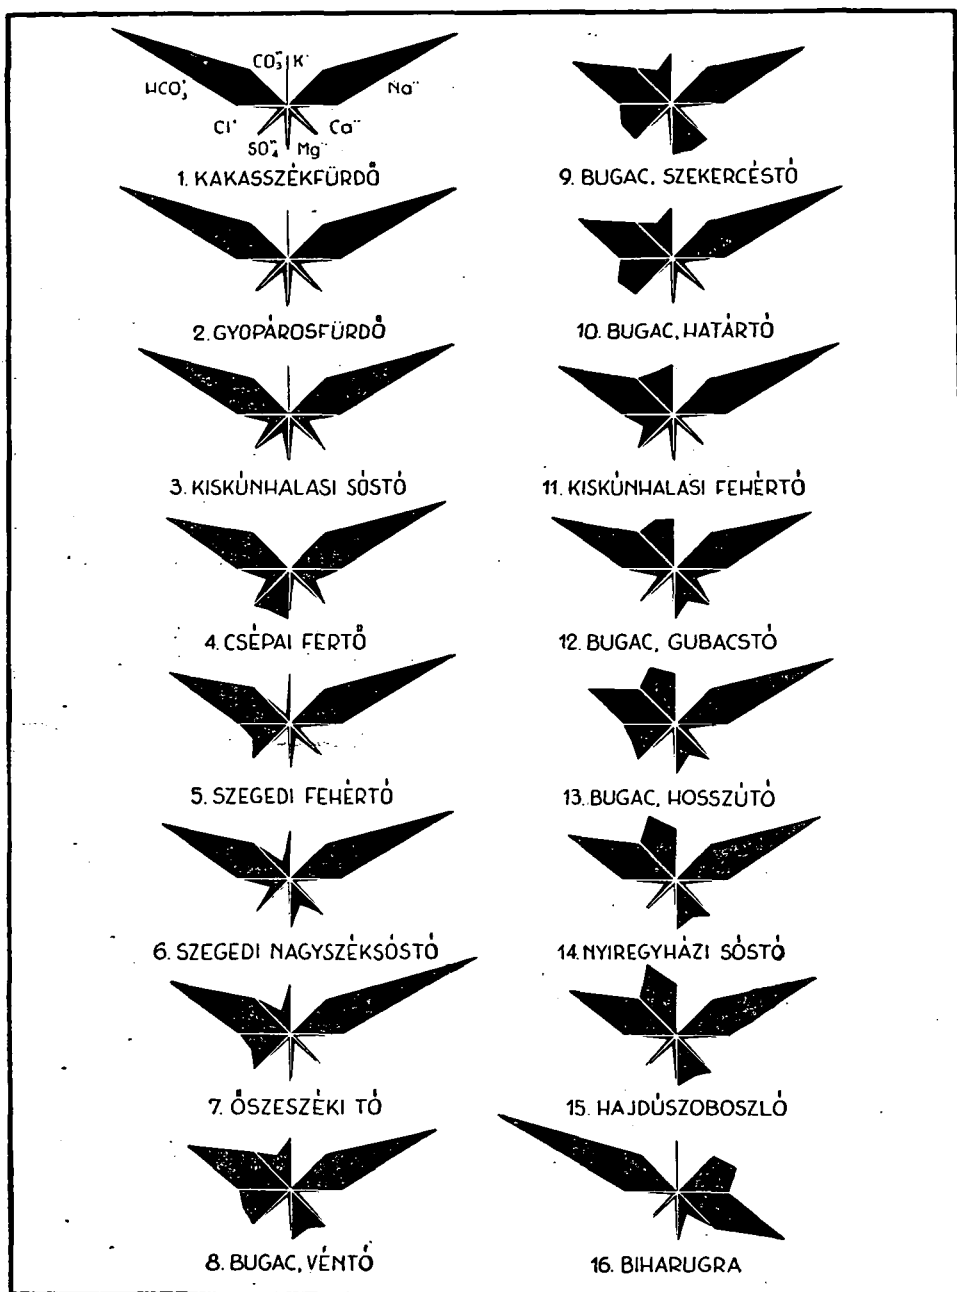 CO₃″ K˙
HCO₃′ Na˙˙
Cl′ Ca˙˙
SO₄″ Mg˙˙
1. KAKASSZÉKFÜRDŐ
2. GYOPÁROSFÜRDŐ
3. KISKÚNHALASI SÓSTÓ
4. CSÉPAI FERTŐ
5. SZEGEDI FEHÉRTÓ
6. SZEGEDI NAGYSZÉKSÓSTÓ
7. ŐSZESZÉKI TÓ
8. BUGAC, VÉNTÓ
9. BUGAC, SZEKERCÉSTÓ
10. BUGAC, HATÁRTÓ
11. KISKÚNHALASI FEHÉRTÓ
12. BUGAC, GUBACSTÓ
13. BUGAC, HOSSZÚTÓ
14. NYIREGYHÁZI SÓSTÓ
15. HAJDÚSZOBOSZLÓ
16. BIHARUGRA